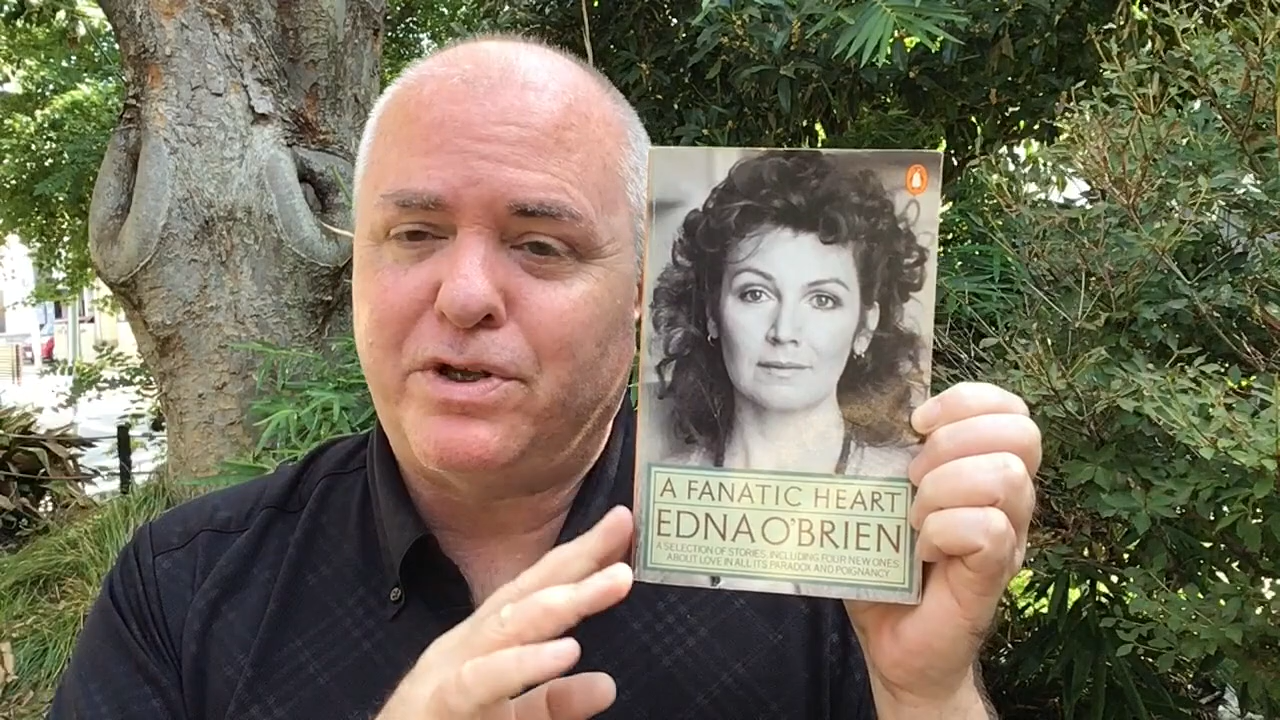 A FANATIC HEART
EDNA O'BRIEN
A SELECTION OF STORIES, INCLUDING FOUR NEW ONES,
ABOUT LOVE IN ALL ITS PARADOX AND POIGNANCY